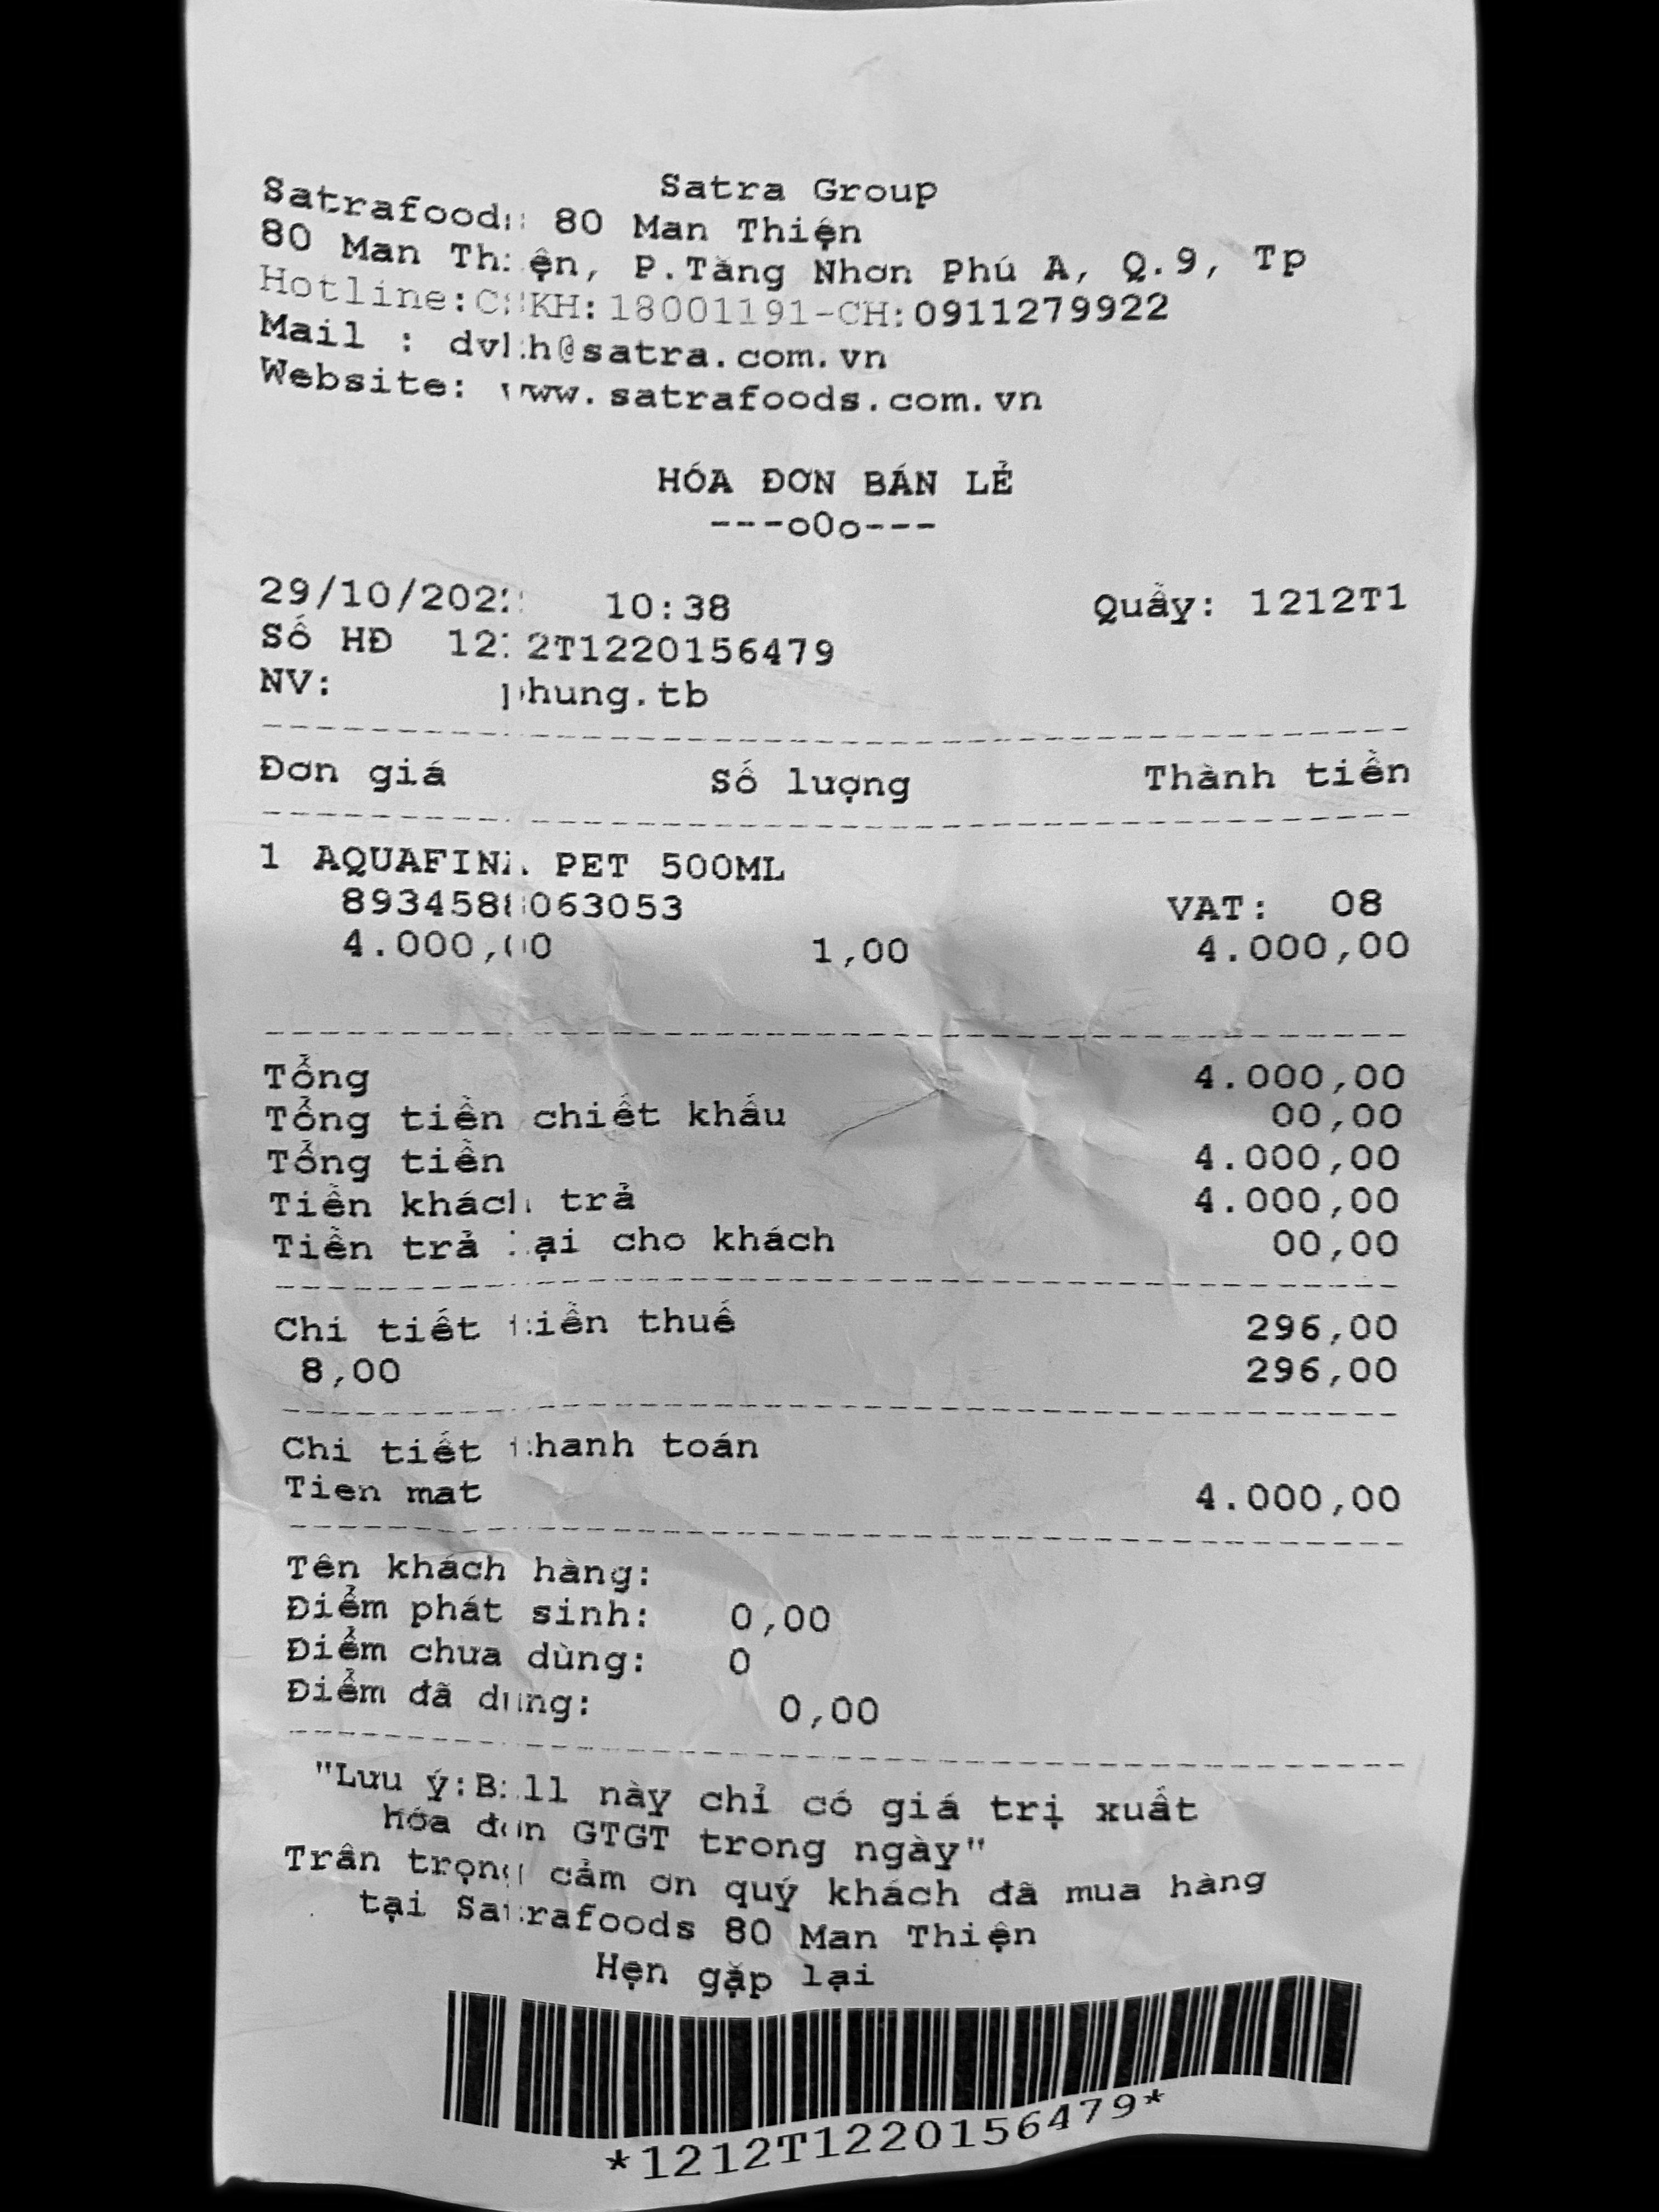 Satra Group
Satrafoods 80 Man Thiện
80 Man Thiện, P.Tăng Nhơn Phú A, Q.9, Tp
Hotline:CSKH:18001191-CH:0911279922
Mail : dvkh@satra.com.vn
Website: www.satrafoods.com.vn
HÓA ĐƠN BÁN LẺ
---o0o---
29/10/2022 10:38 Quầy: 1212T1
Số HĐ 1212T1220156479
NV: phung.tb
Đơn giá Số lượng Thành tiền
1 AQUAFINA PET 500ML
8934588063053 VAT: 08
4.000,00 1,00 4.000,00
Tổng 4.000,00
Tổng tiền chiết khấu 00,00
Tổng tiền 4.000,00
Tiền khách trả 4.000,00
Tiền trả lại cho khách 00,00
Chi tiết tiền thuế 296,00
8,00 296,00
Chi tiết thanh toán
Tien mat 4.000,00
Tên khách hàng:
Điểm phát sinh: 0,00
Điểm chưa dùng: 0
Điểm đã dùng: 0,00
"Lưu ý:Bill này chỉ có giá trị xuất
hóa đơn GTGT trong ngày"
Trân trọng cảm ơn quý khách đã mua hàng
tại Satrafoods 80 Man Thiện
Hẹn gặp lại
*1212T1220156479*